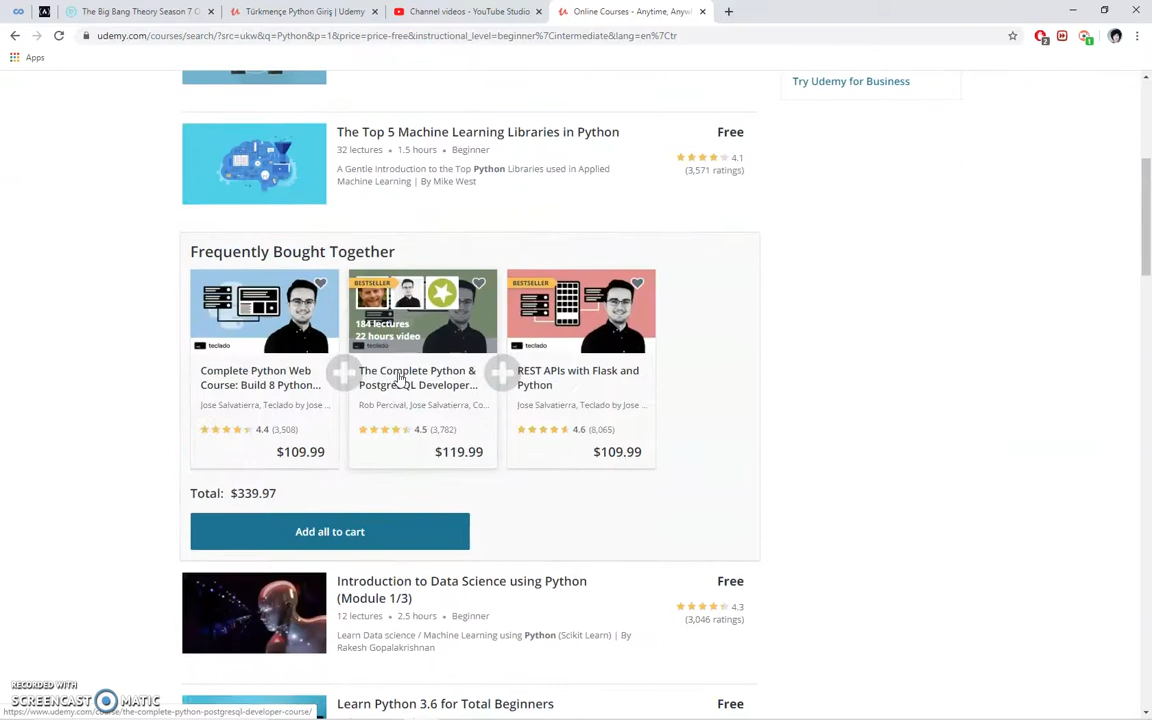 The Big Bang Theory Season 7 O
Türkmençe Python Giriş | Udemy
Channel videos - YouTube Studio
Online Courses - Anytime, Anyw
udemy.com/courses/search/?src=ukw&q=Python&p=1&price=price-free&instructional_level=beginner%7Cintermediate&lang=en%7Ctr
Apps
Try Udemy for Business
The Top 5 Machine Learning Libraries in Python
Free
32 lectures • 1.5 hours • Beginner
4.1
A Gentle Introduction to the Top Python Libraries used in Applied
(3,571 ratings)
Machine Learning | By Mike West
Frequently Bought Together
BESTSELLER
BESTSELLER
184 lectures
22 hours video
teclado
teclado
teclado
Complete Python Web
Course: Build 8 Python...
Jose Salvatierra, Teclado by Jose ...
4.4 (3,508)
$109.99
The Complete Python &
PostgreSQL Developer...
Rob Percival, Jose Salvatierra, Co...
4.5 (3,782)
$119.99
REST APIs with Flask and
Python
Jose Salvatierra, Teclado by Jose ...
4.6 (8,065)
$109.99
Total: $339.97
Add all to cart
Introduction to Data Science using Python
(Module 1/3)
Free
12 lectures • 2.5 hours • Beginner
4.3
(3,046 ratings)
Learn Data science / Machine Learning using Python (Scikit Learn) | By
Rakesh Gopalakrishnan
Learn Python 3.6 for Total Beginners
Free
RECORDED WITH
SCREENCAST MATIC
https://www.udemy.com/course/the-complete-python-postgresql-developer-course/